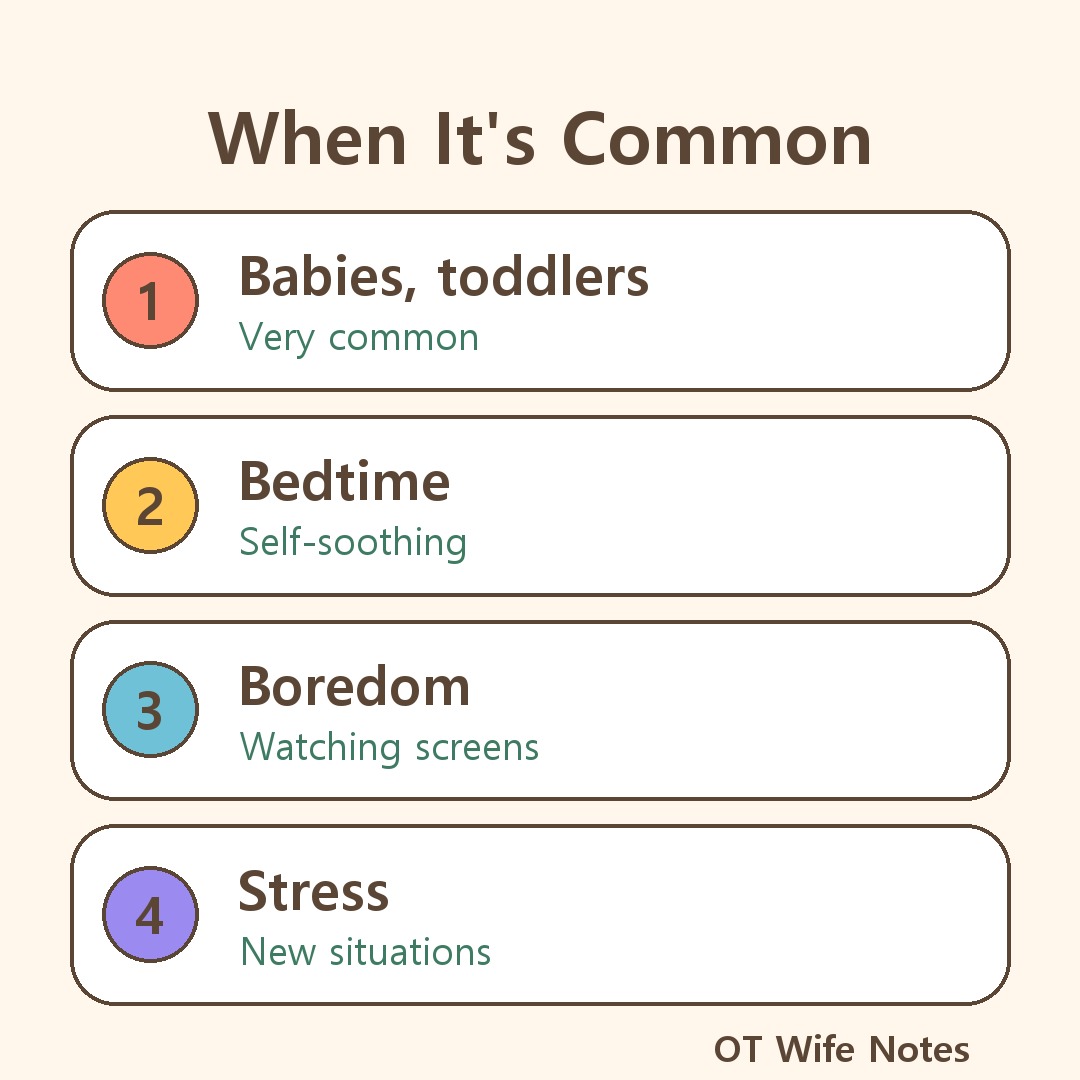 When It's Common
1
Babies, toddlers
Very common
2
Bedtime
Self-soothing
3
Boredom
Watching screens
4
Stress
New situations
OT Wife Notes